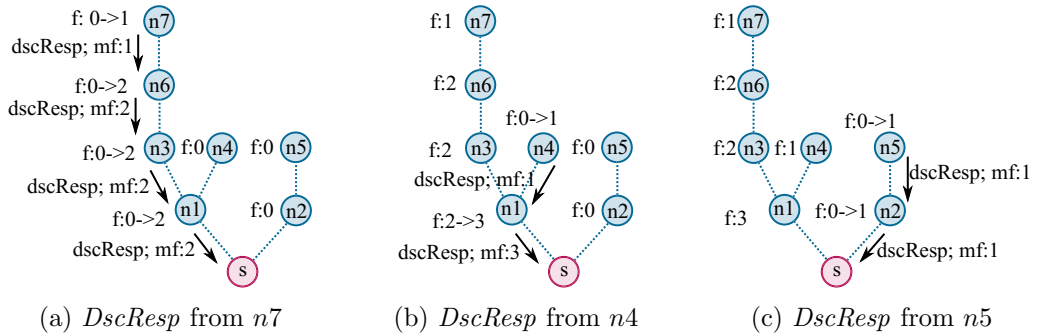 f: 0->1 n7
dscResp; mf:1
f:0->2 n6
dscResp; mf:2
f:0->2 n3 f:0 n4 f:0 n5
dscResp; mf:2
f:0->2 n1 f:0 n2
dscResp; mf:2
s
(a) DscResp from n7
f:1 n7
f:2 n6
f:0->1
f:2 n3 n4 f:0 n5
dscResp; mf:1
f:2->3 n1 f:0 n2
dscResp; mf:3
s
(b) DscResp from n4
f:1 n7
f:2 n6
f:0->1
f:2 n3 f:1 n4 n5
dscResp; mf:1
f:3 n1 f:0->1 n2
dscResp; mf:1
s
(c) DscResp from n5